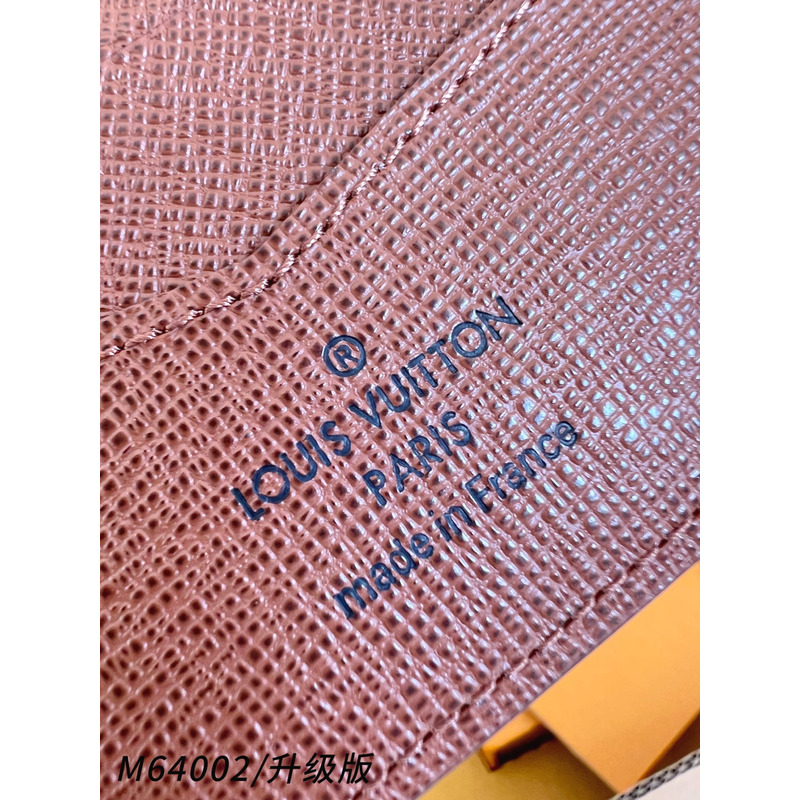 ®
LOUIS VUITTON
PARIS
made in France
M64002/升级版